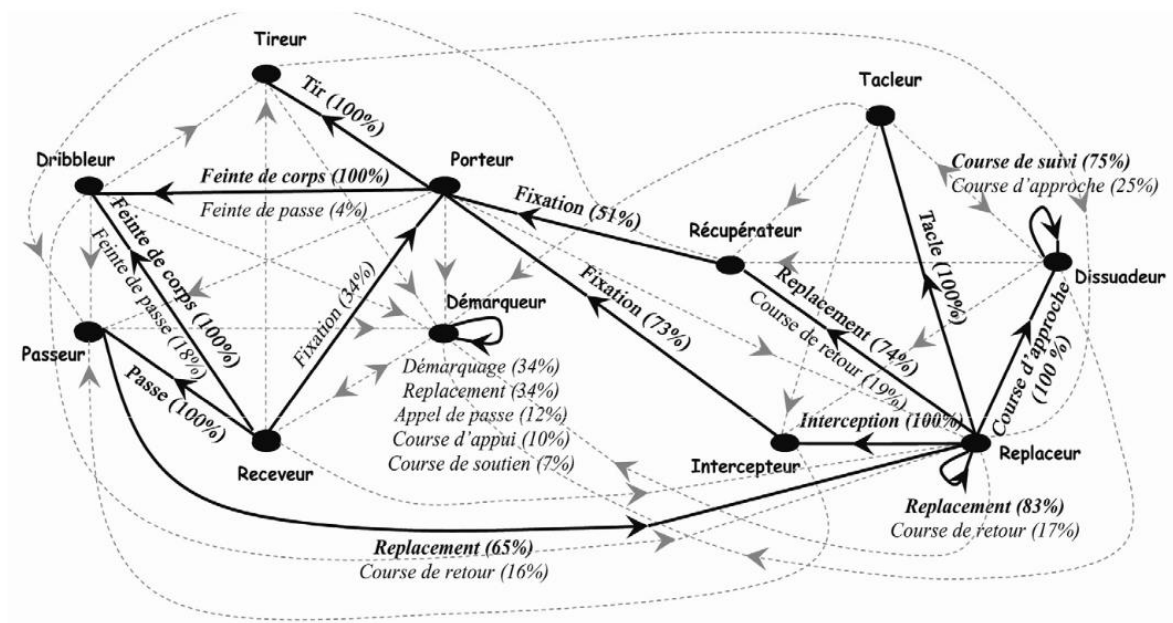 Tireur
Tir (100%)
Tacleur
Dribbleur
Porteur
Feinte de corps (100%)
Feinte de passe (4%)
Course de suivi (75%)
Course d'approche (25%)
Fixation (51%)
Récupérateur
Tacle (100%)
Dissuadeur
Feinte de corps (100%)
Feinte de passe (18%)
Fixation (34%)
Démarqueur
Fixation (73%)
Replacement (74%)
Course de retour (19%)
Course d'approche
(100 %)
Passeur
Passe (100%)
Démarquage (34%)
Replacement (34%)
Appel de passe (12%)
Course d'appui (10%)
Course de soutien (7%)
Interception (100%)
Receveur
Intercepteur
Replaceur
Replacement (83%)
Course de retour (17%)
Replacement (65%)
Course de retour (16%)